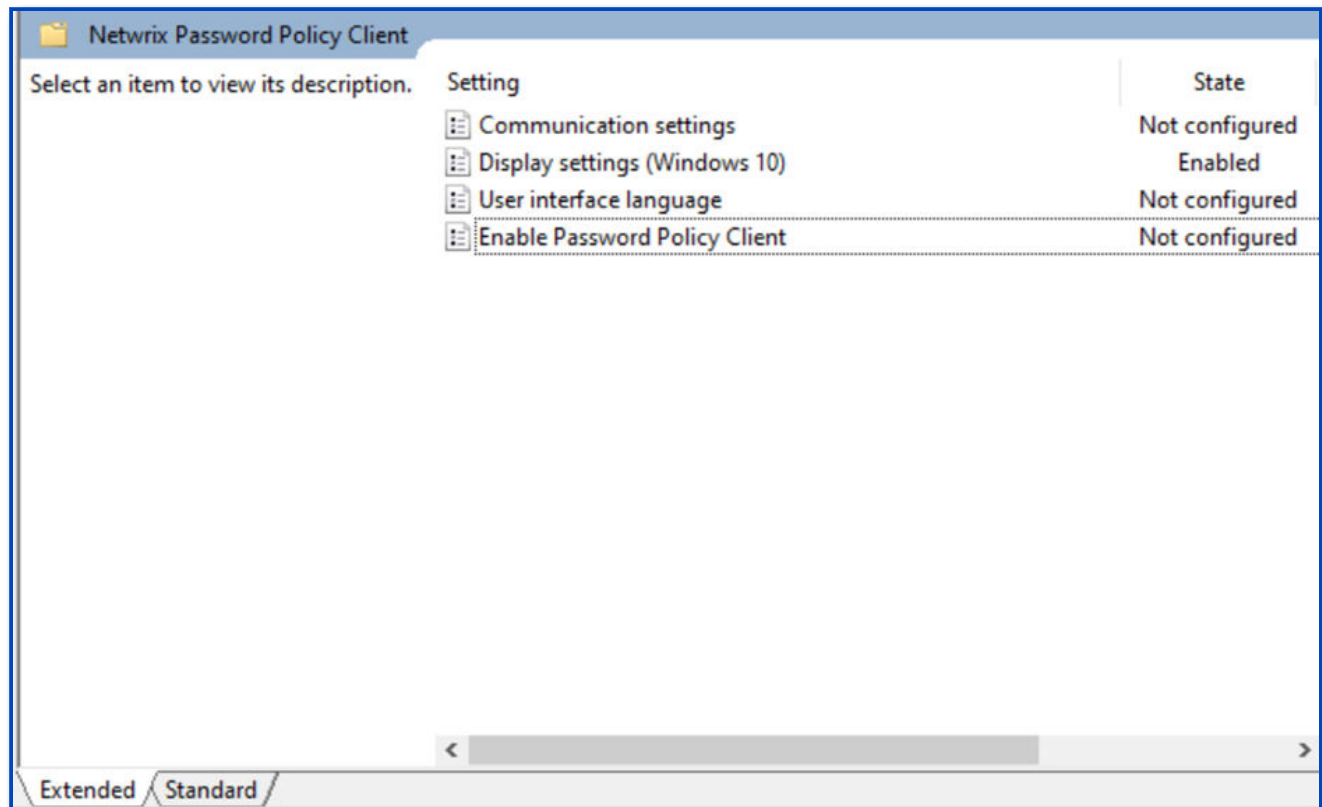 Netwrix Password Policy Client
Select an item to view its description.
Setting State
Communication settings Not configured
Display settings (Windows 10) Enabled
User interface language Not configured
Enable Password Policy Client Not configured
Extended Standard